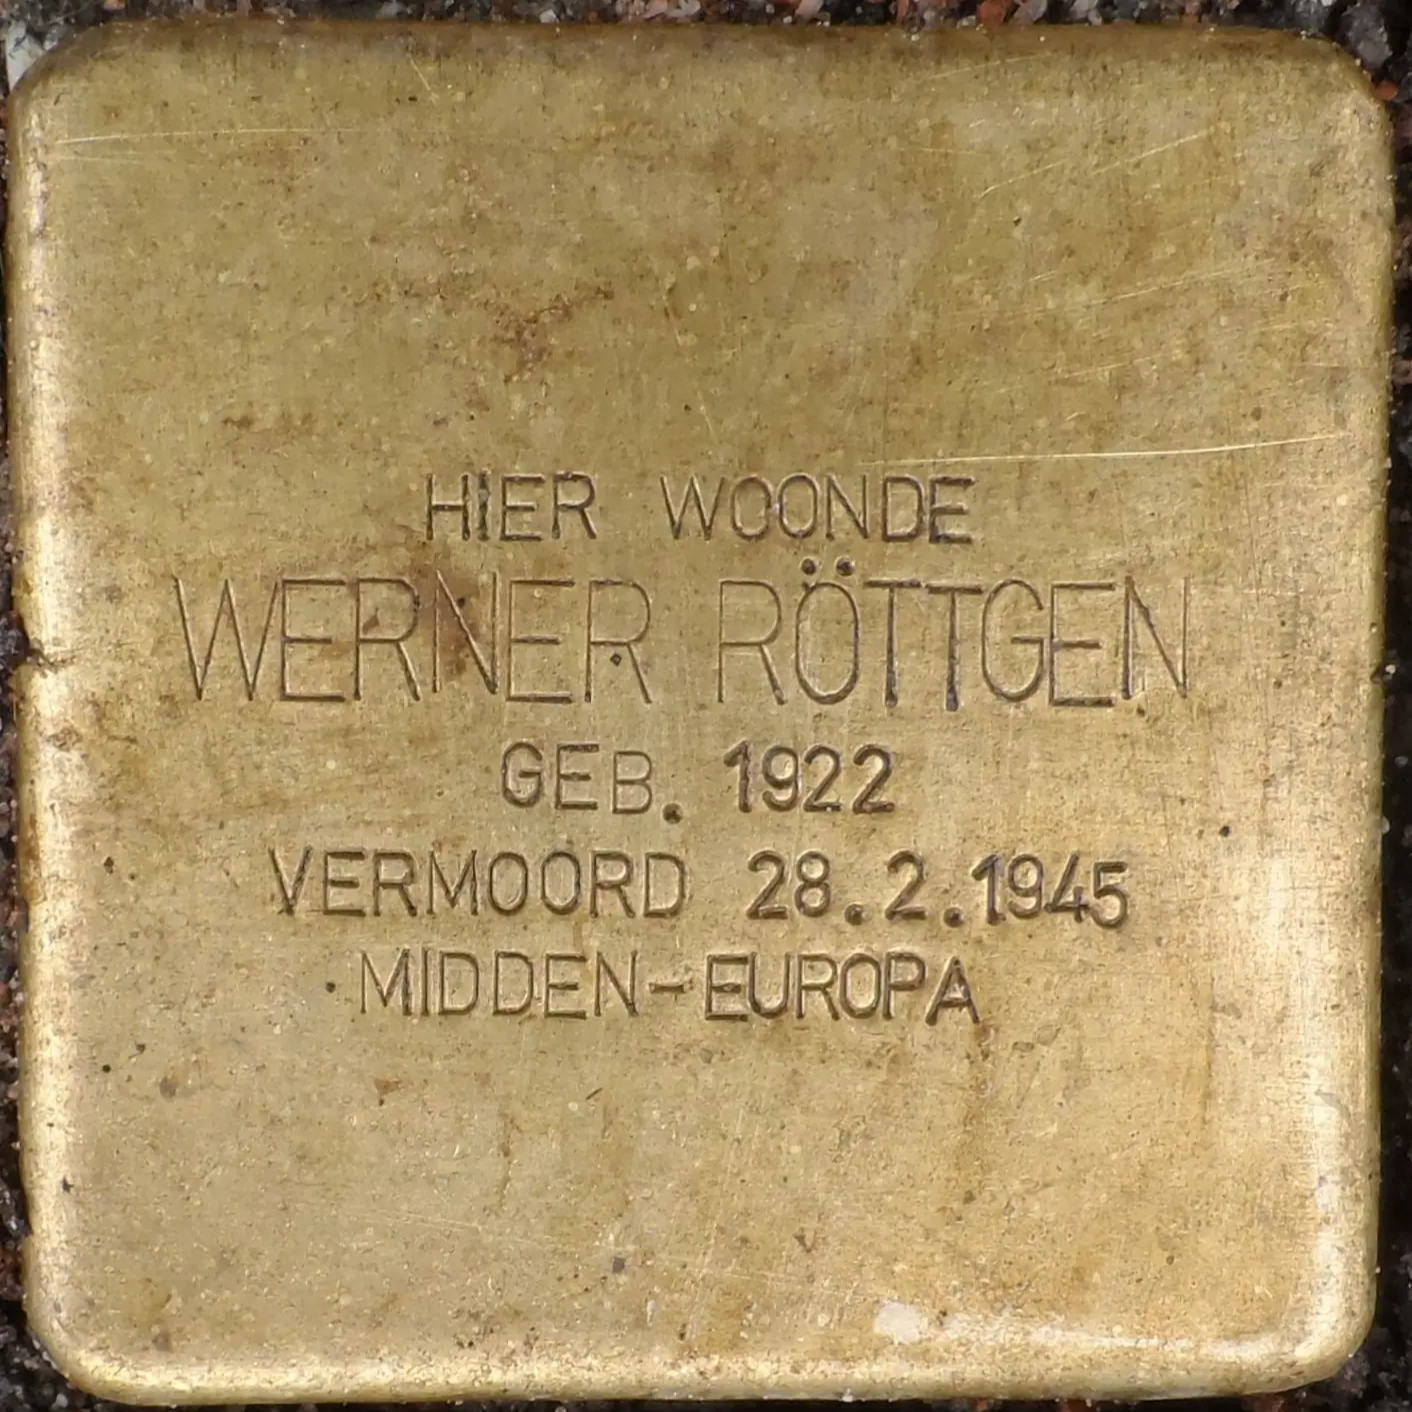 HIER WOONDE
WERNER RÖTTGEN
GEB. 1922
VERMOORD 28.2.1945
MIDDEN-EUROPA